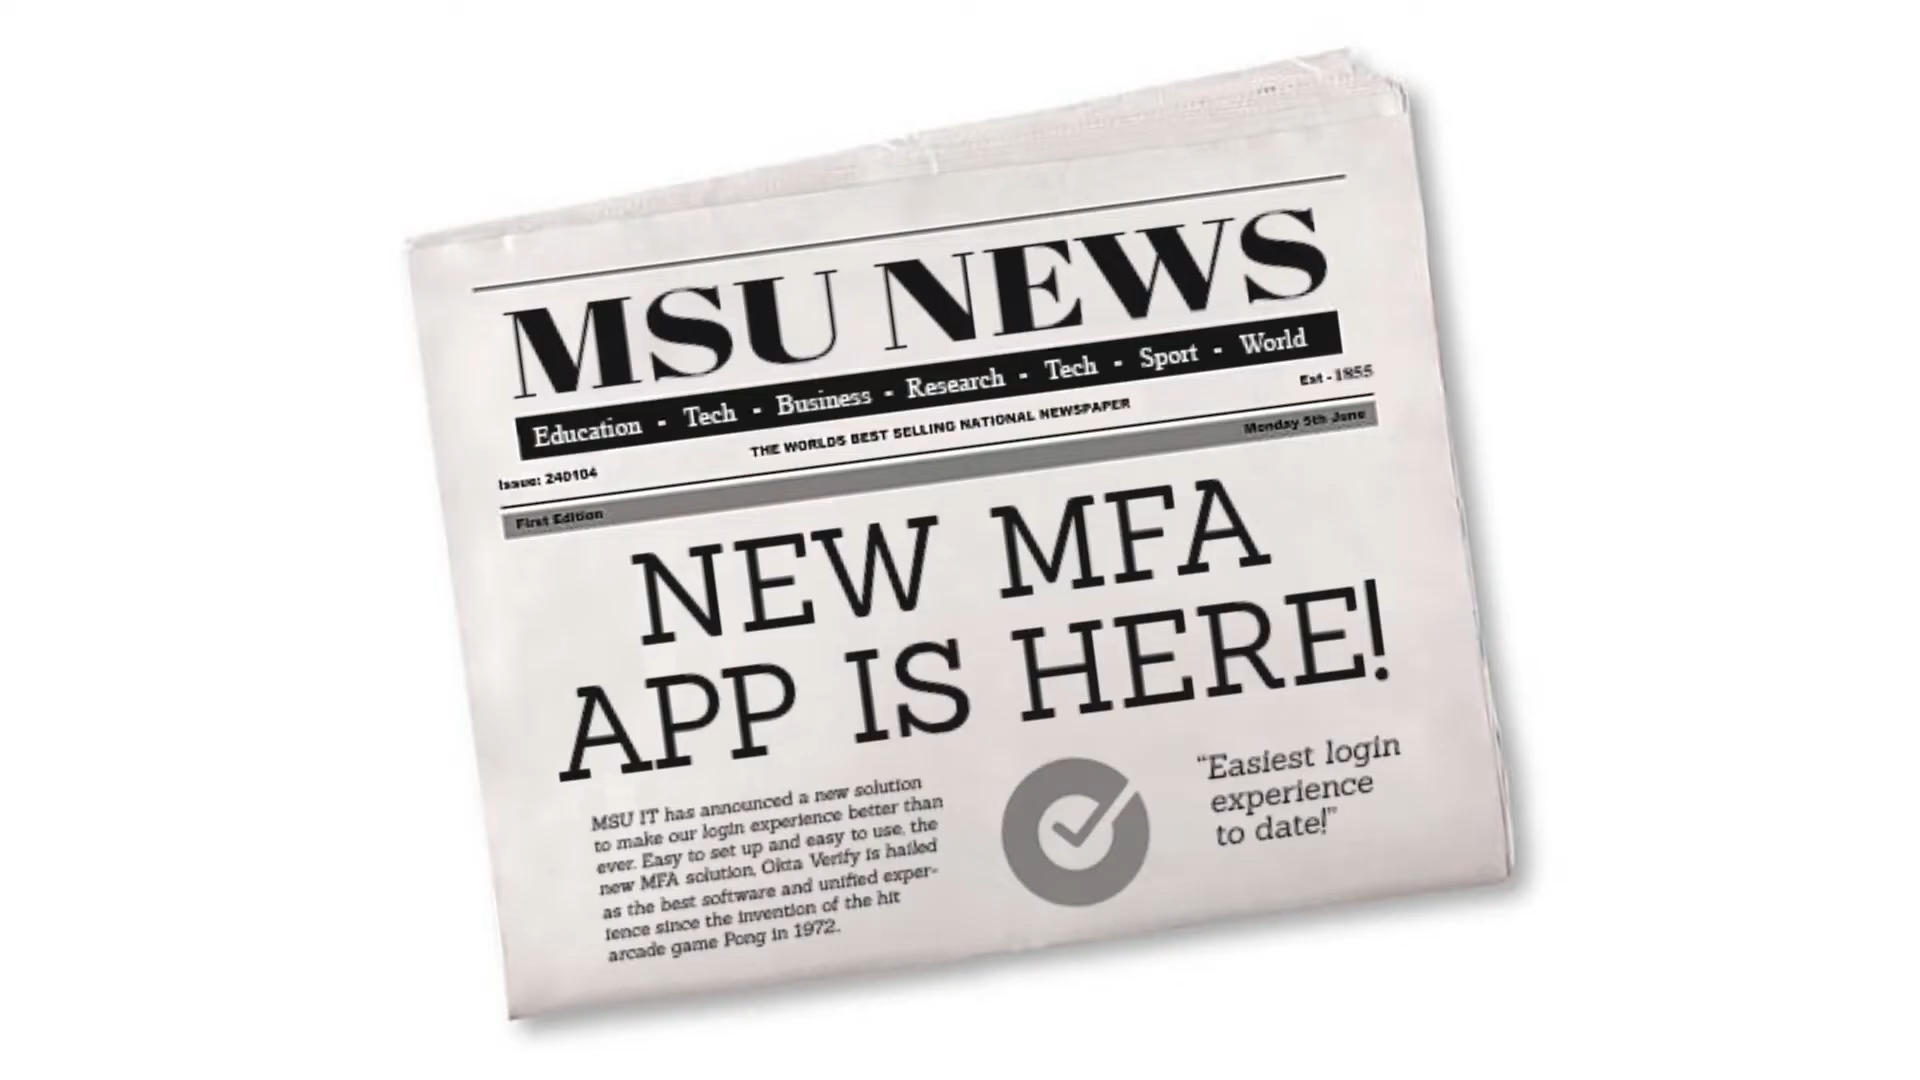 MSU NEWS
Education - Tech - Business - Research - Tech - Sport - World
Issue: 240104
THE WORLDS BEST SELLING NATIONAL NEWSPAPER
Est - 1855
First Edition
Monday 5th June
NEW MFA
APP IS HERE!
MSU IT has announced a new solution
to make our login experience better than
ever. Easy to set up and easy to use, the
new MFA solution, Okta Verify is hailed
as the best software and unified exper-
ience since the invention of the hit
arcade game Pong in 1972.
“Easiest login
experience
to date!”